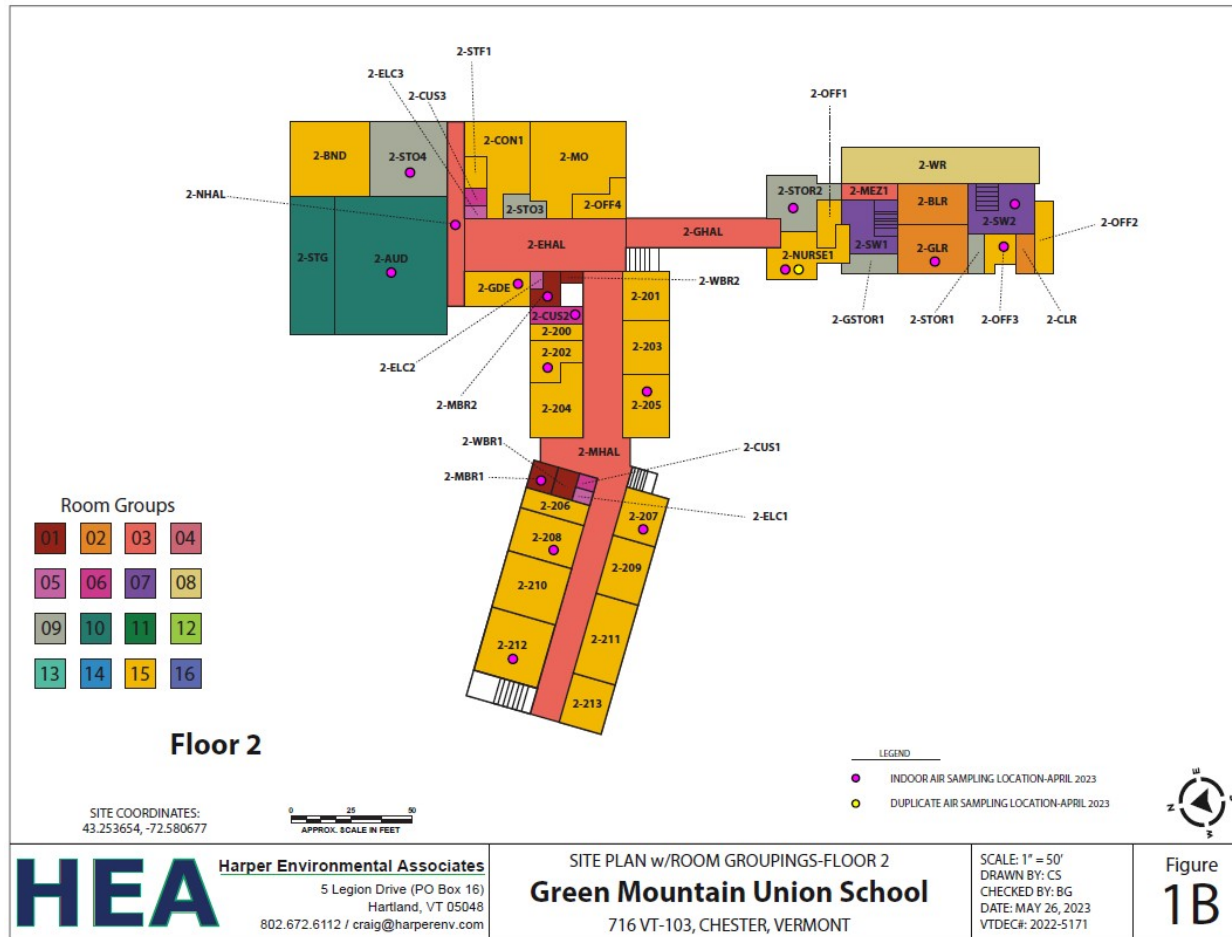 2-STF1
2-ELC3
2-CUS3
2-OFF1
2-BND
2-STO4
2-CON1
2-MO
2-WR
2-NHAL
2-STO3
2-OFF4
2-STOR2
2-MEZ1
2-BLR
2-SW2
2-OFF2
2-EHAL
2-GHAL
2-STG
2-AUD
2-SW1
2-GLR
2-NURSE1
2-GDE
2-WBR2
2-201
2-CUS2
2-GSTOR1
2-STOR1
2-OFF3
2-CLR
2-200
2-202
2-203
2-ELC2
2-MBR2
2-204
2-205
2-WBR1
2-MHAL
2-CUS1
2-MBR1
2-206
2-207
2-ELC1
2-208
2-209
2-210
2-211
2-212
2-213
Room Groups
01 02 03 04
05 06 07 08
09 10 11 12
13 14 15 16
Floor 2
LEGEND
INDOOR AIR SAMPLING LOCATION-APRIL 2023
DUPLICATE AIR SAMPLING LOCATION-APRIL 2023
N E W
SITE COORDINATES:
43.253654, -72.580677
0 25 50
APPROX. SCALE IN FEET
HEA
Harper Environmental Associates
5 Legion Drive (PO Box 16)
Hartland, VT 05048
802.672.6112 / craig@harperenv.com
SITE PLAN w/ROOM GROUPINGS-FLOOR 2
Green Mountain Union School
716 VT-103, CHESTER, VERMONT
SCALE: 1" = 50'
DRAWN BY: CS
CHECKED BY: BG
DATE: MAY 26, 2023
VTDEC#: 2022-5171
Figure
1B